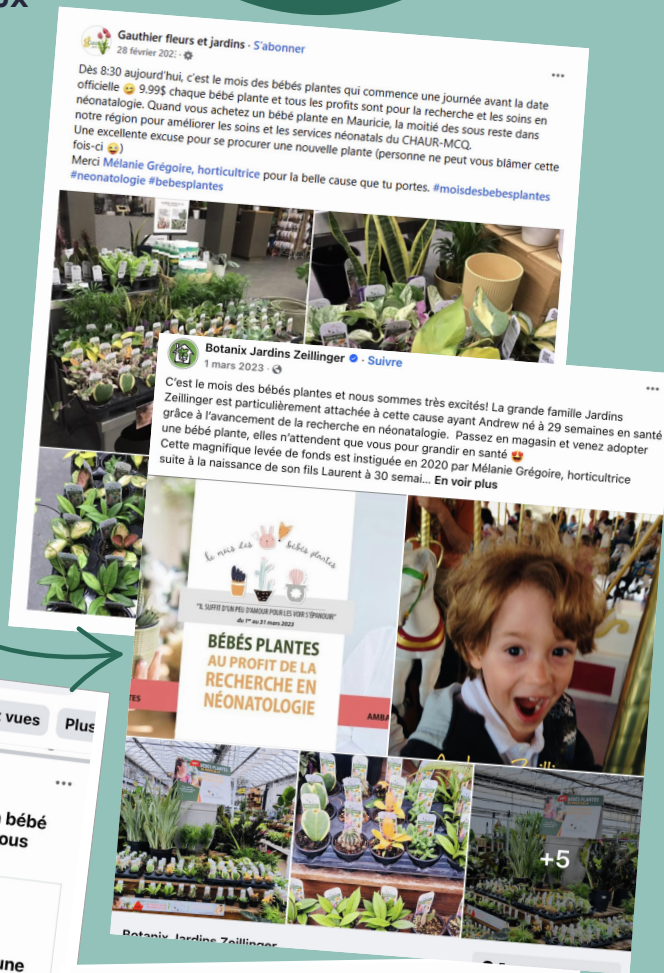 Gauthier fleurs et jardins · S'abonner
28 février 202
Dès 8:30 aujourd'hui, c'est le mois des bébés plantes qui commence une journée avant la date
officielle 😄 9.99$ chaque bébé plante et tous les profits sont pour la recherche et les soins en
néonatalogie. Quand vous achetez un bébé plante en Mauricie, la moitié des sous reste dans
notre région pour améliorer les soins et les services néonatals du CHAUR-MCQ.
Une excellente excuse pour se procurer une nouvelle plante (personne ne peut vous blâmer cette
fois-ci 😄)
Merci Mélanie Grégoire, horticultrice pour la belle cause que tu portes. #moisdesbebesplantes
#neonatologie #bebesplantes
Botanix Jardins Zeillinger · Suivre
1 mars 2023
C'est le mois des bébés plantes et nous sommes très excités! La grande famille Jardins
Zeillinger est particulièrement attachée à cette cause ayant Andrew né à 29 semaines en santé
grâce à l'avancement de la recherche en néonatalogie. Passez en magasin et venez adopter
une bébé plante, elles n'attendent que vous pour grandir en santé 🤩
Cette magnifique levée de fonds est instiguée en 2020 par Mélanie Grégoire, horticultrice
suite à la naissance de son fils Laurent à 30 semai... En voir plus
le mois des bébés plantes
"IL SUFFIT D'UN PEU D'AMOUR POUR LES VOIR S'ÉPANOUIR"
du 1er au 31 mars 2023
BÉBÉS PLANTES
AU PROFIT DE LA
RECHERCHE EN
NÉONATOLOGIE
TES
AMBA
+5
Botanix Jardins Zeillinger
vues
Plus
bébé
ous
une